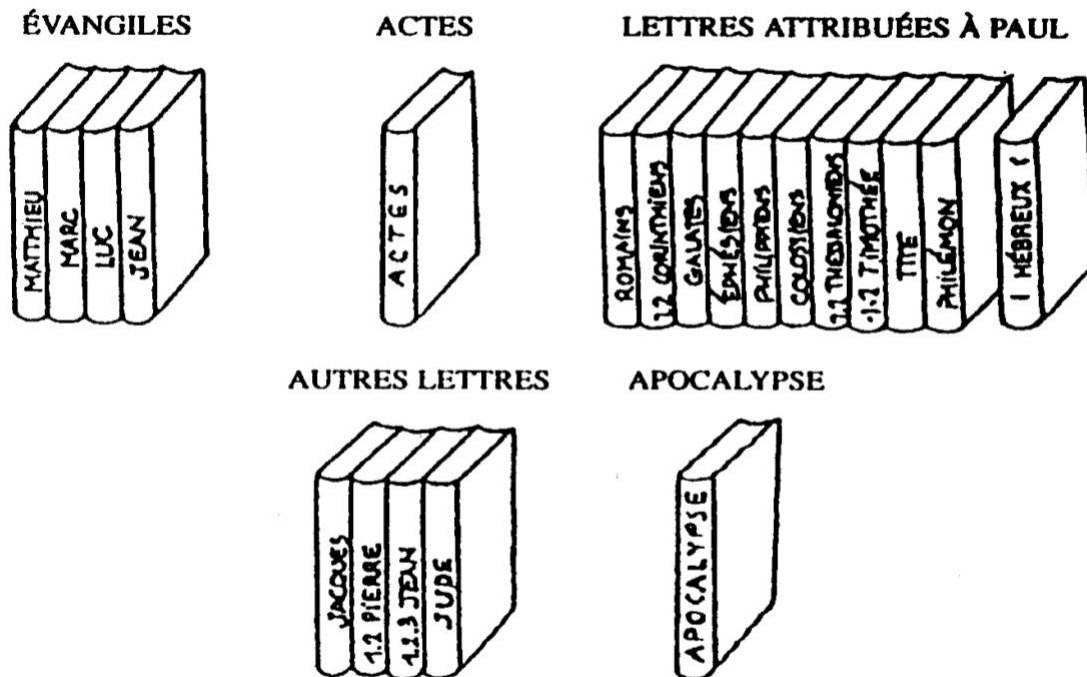 ÉVANGILES
ACTES
LETTRES ATTRIBUÉES À PAUL
MATTHIEU
MARC
LUC
JEAN
ACTES
ROMAINS
1.2 CORINTHIENS
GALATES
ÉPHÉSIENS
PHILIPPIENS
COLOSSIENS
1.2 THESSALONIENS
1.2 TIMOTHÉE
TITE
PHILÉMON
HÉBREUX
AUTRES LETTRES
APOCALYPSE
JACQUES
1.2 PIERRE
1.2.3 JEAN
JUDE
APOCALYPSE